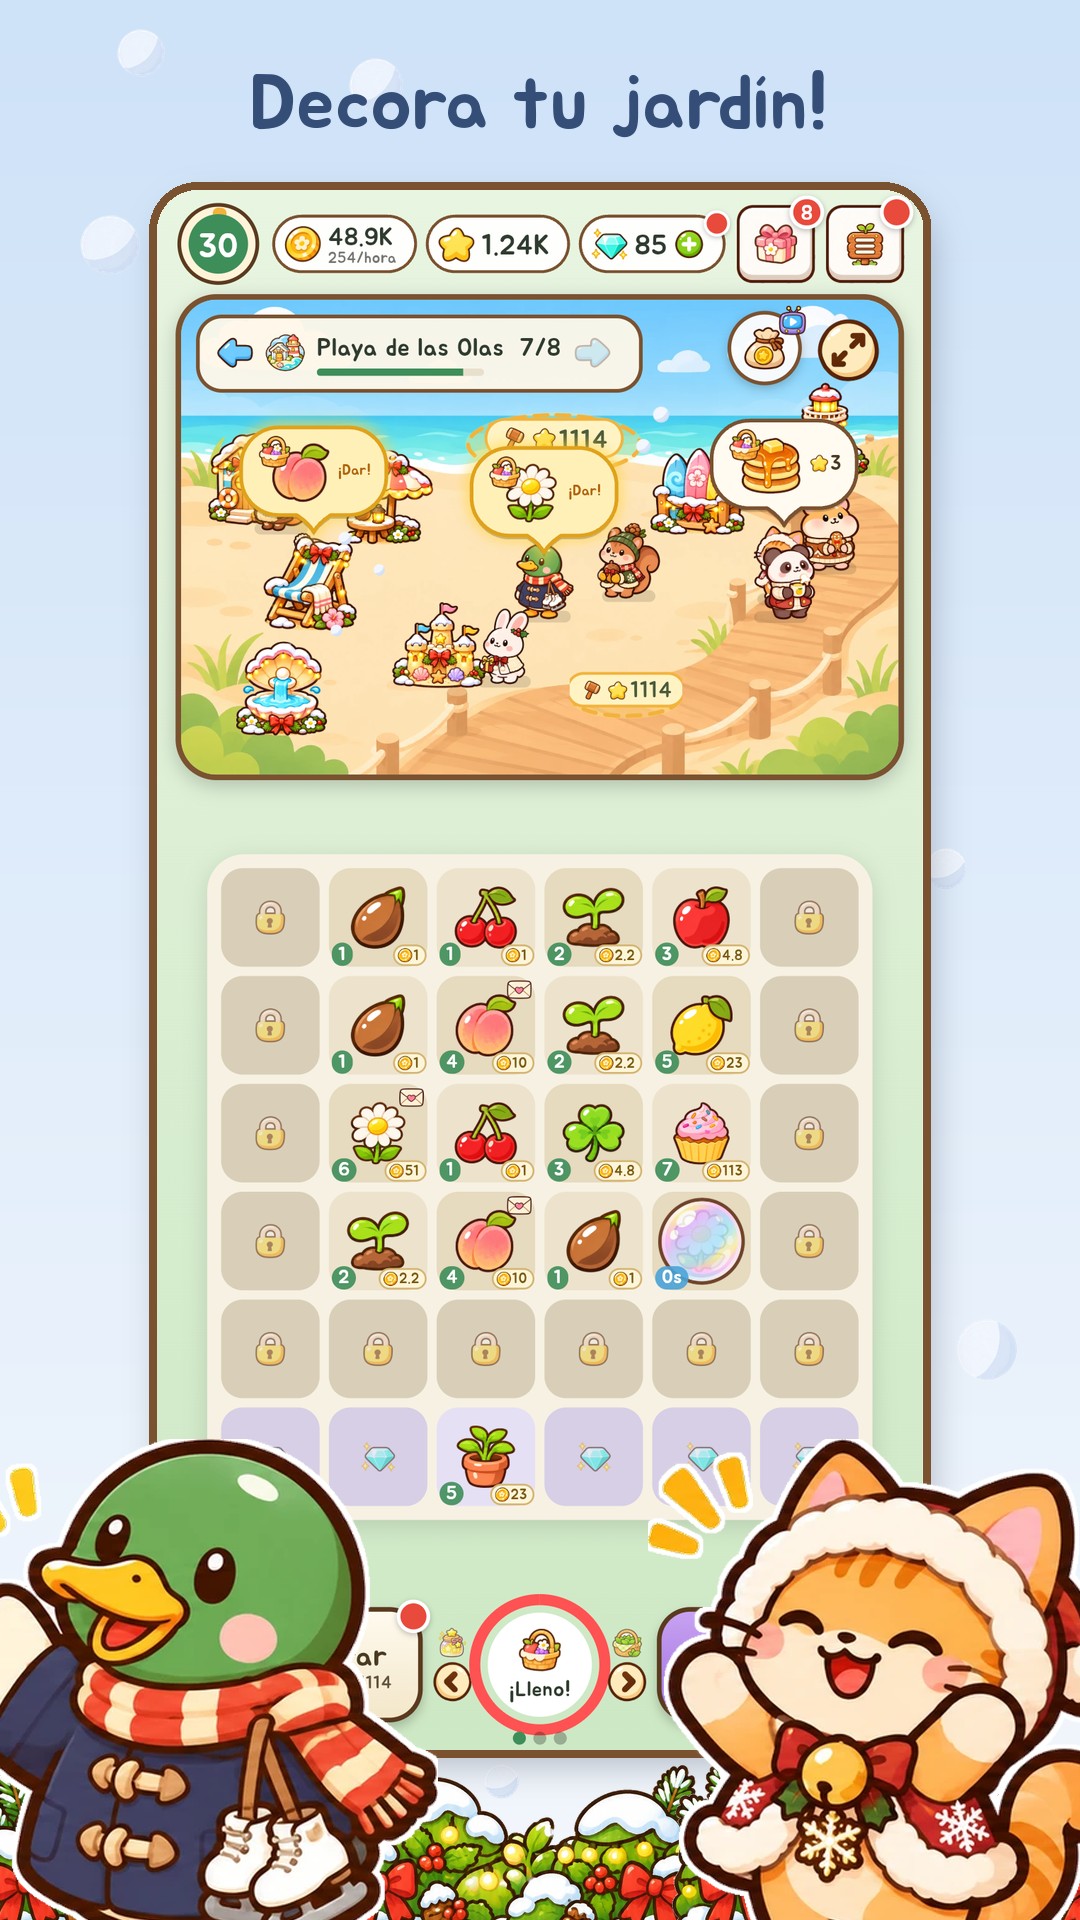 Decora tu jardín!
30
48.9K
254/hora
1.24K
85
8
Playa de las Olas 7/8
¡Dar!
1114
¡Dar!
3
1114
1 1
1 1
2 2.2
3 4.8
1 1
4 10
2 2.2
5 23
6 51
1 1
3 4.8
7 113
2 2.2
4 10
1 1
0s
5 23
ar
114
¡Lleno!